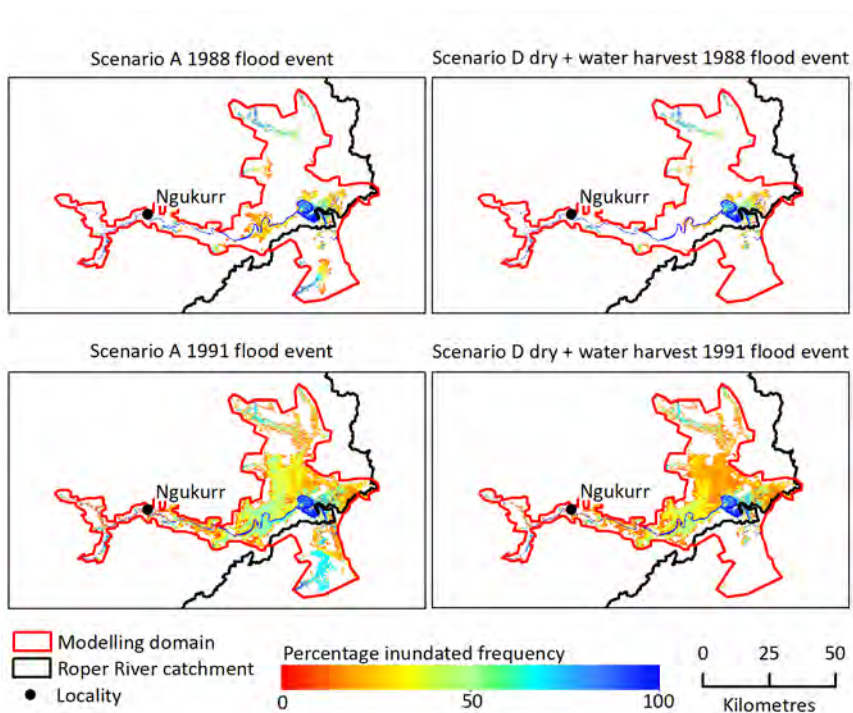 Scenario A 1988 flood event
Scenario D dry + water harvest 1988 flood event
Ngukurr
Ngukurr
Scenario A 1991 flood event
Scenario D dry + water harvest 1991 flood event
Ngukurr
Ngukurr
Modelling domain
Roper River catchment
Locality
Percentage inundated frequency
0
50
100
0 25 50
Kilometres